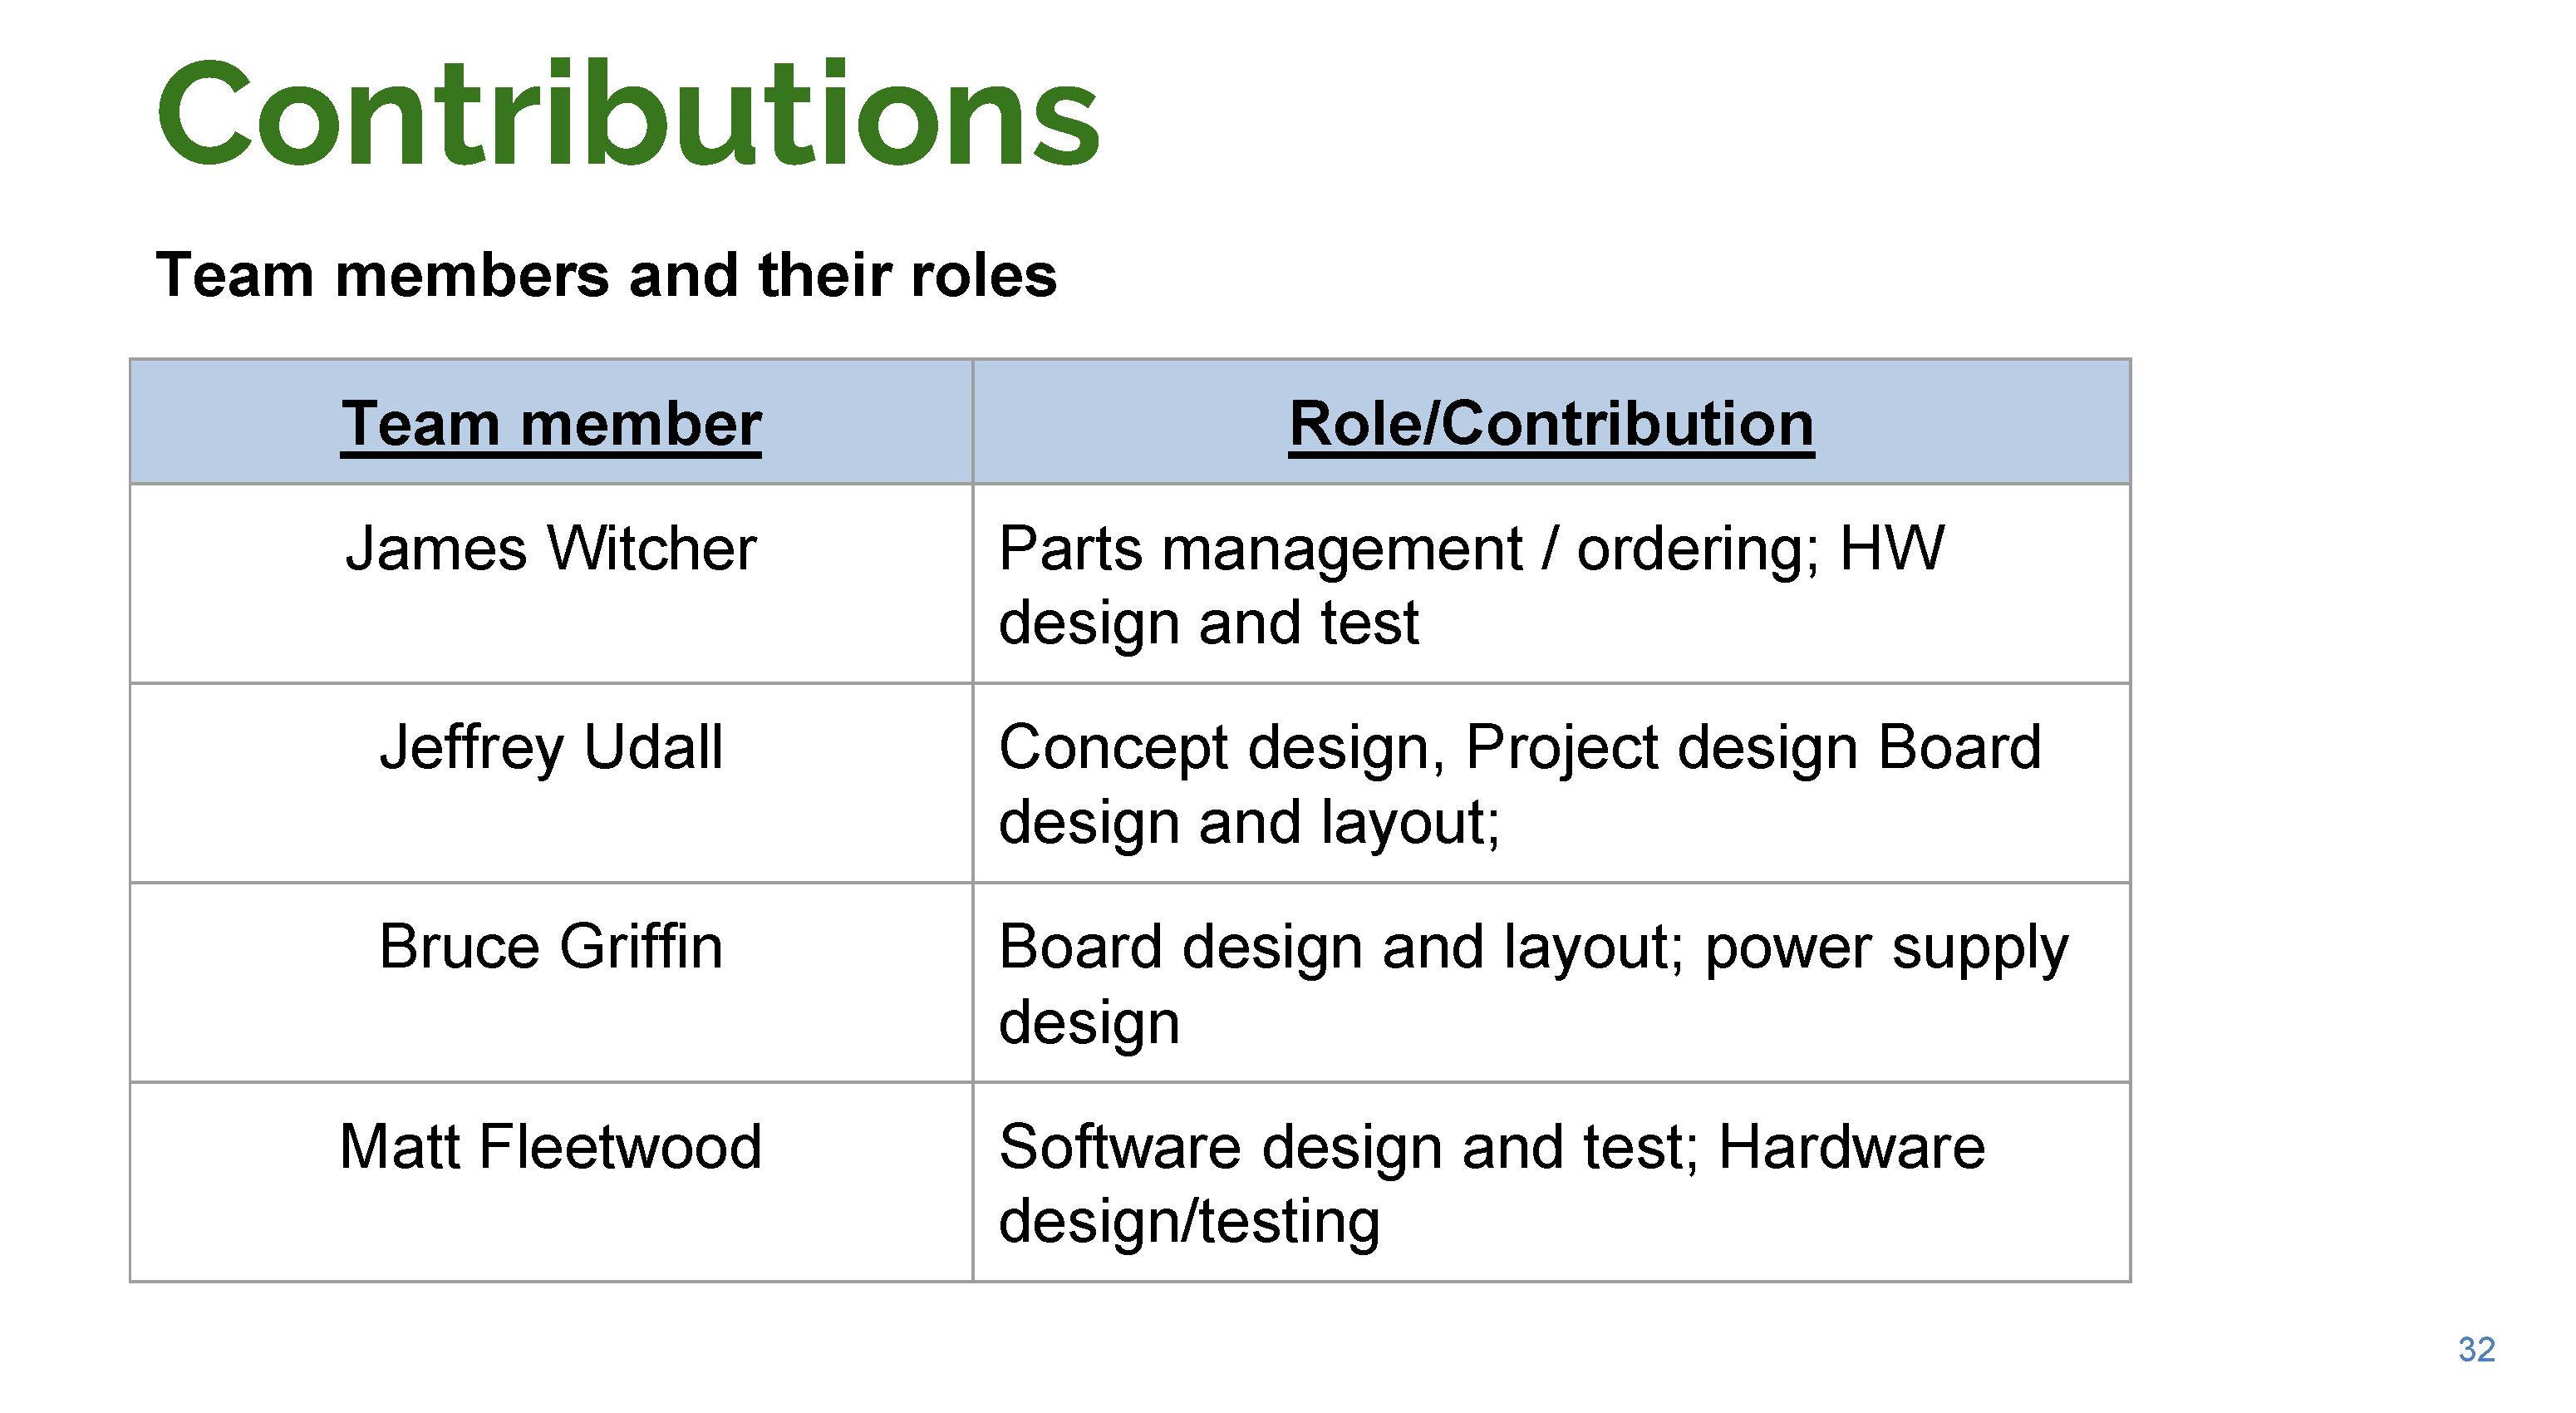 Contributions
Team members and their roles
Team member
Role/Contribution
James Witcher
Parts management / ordering; HW
design and test
Jeffrey Udall
Concept design, Project design Board
design and layout;
Bruce Griffin
Board design and layout; power supply
design
Matt Fleetwood
Software design and test; Hardware
design/testing
32